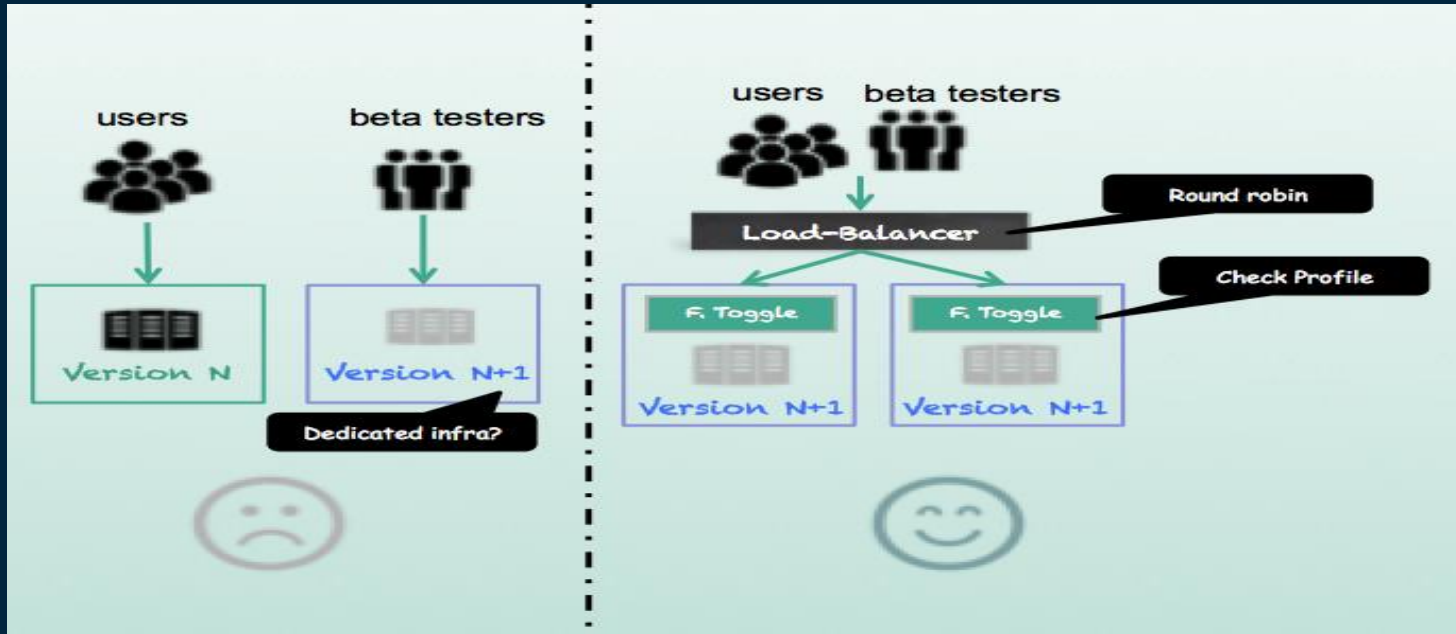 users
beta testers
Version N
Version N+1
Dedicated infra?
users
beta testers
Load-Balancer
Round robin
Check Profile
F. Toggle
F. Toggle
Version N+1
Version N+1